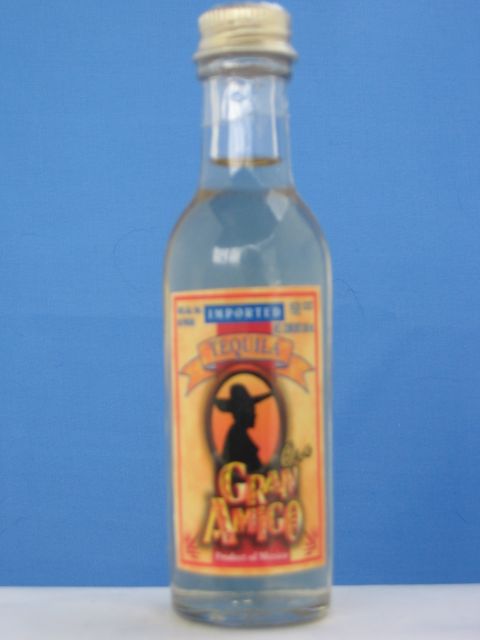 IMPORTED
TEQUILA
GRAN
AMIGO
Product of Mexico